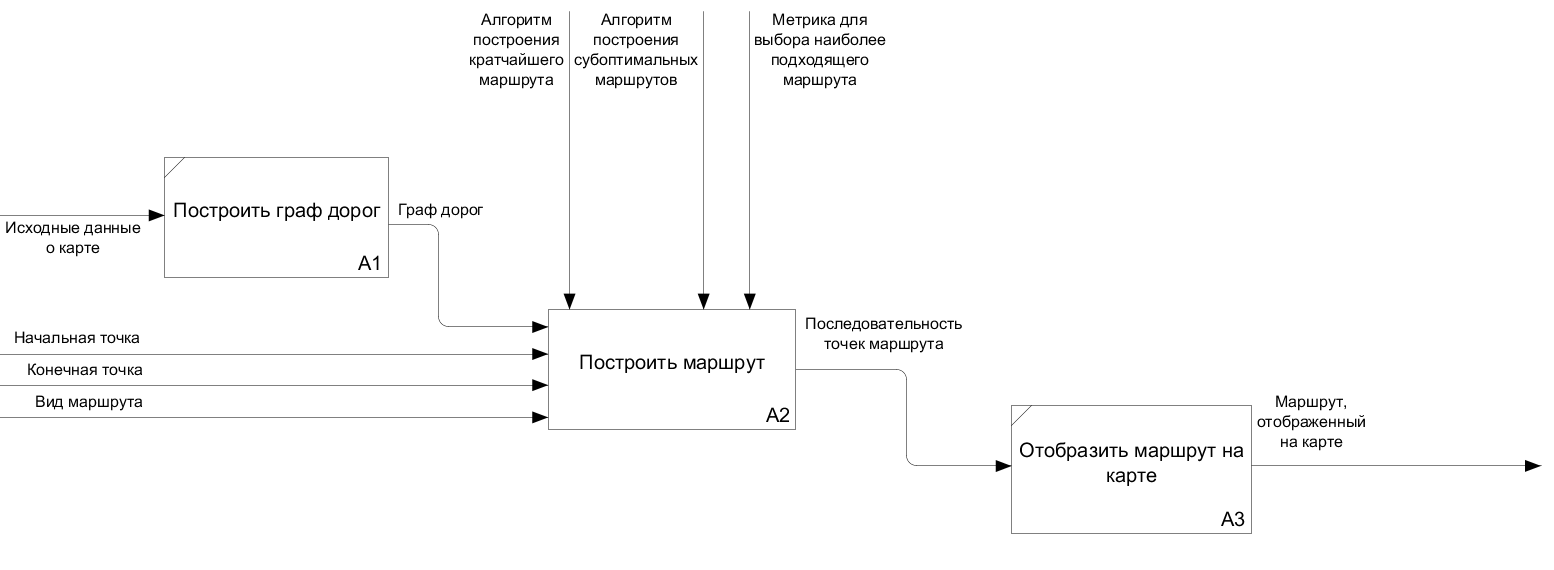 Алгоритм
построения
кратчайшего
маршрута
Алгоритм
построения
субоптимальных
маршрутов
Метрика для
выбора наиболее
подходящего
маршрута
Построить граф дорог
A1
Граф дорог
Исходные данные
о карте
Начальная точка
Конечная точка
Вид маршрута
Построить маршрут
A2
Последовательность
точек маршрута
Отобразить маршрут на
карте
A3
Маршрут,
отображенный
на карте